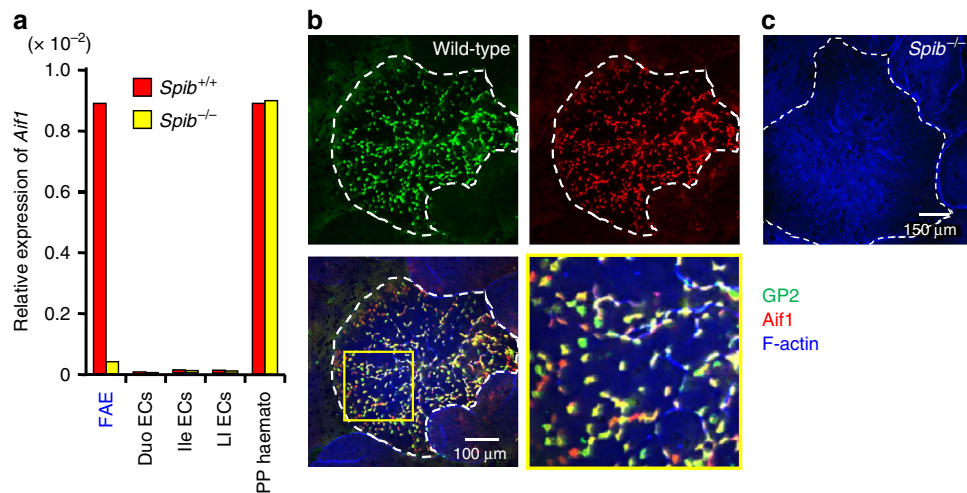 a
(× 10⁻²)
Relative expression of Aif1
1.0
0.8
0.6
0.4
0.2
0
Spib⁺/⁺
Spib⁻/⁻
FAE
Duo ECs
Ile ECs
LI ECs
PP haemato
b
Wild-type
100 μm
c
Spib⁻/⁻
150 μm
GP2
Aif1
F-actin